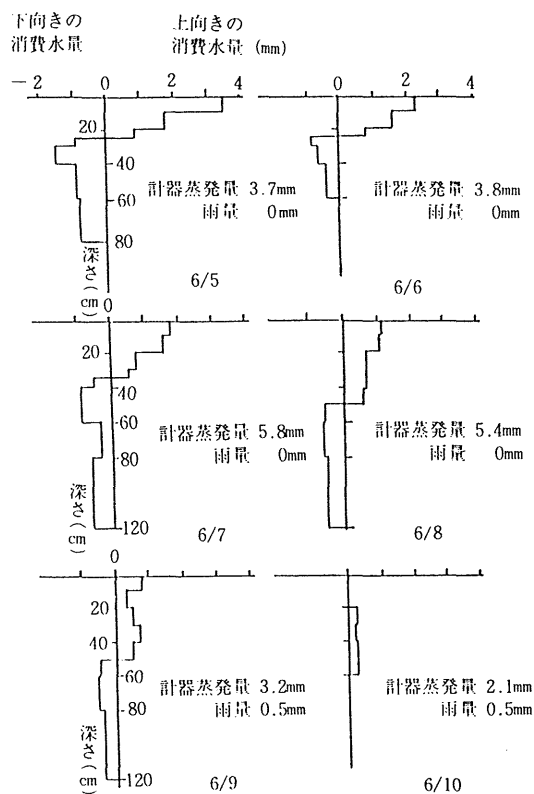 下向きの 上向きの
消費水量 消費水量 (mm)
－2 0 2 4 0 2 4
20
40
計器蒸発量 3.7mm 計器蒸発量 3.8mm
60
雨量 0mm 雨量 0mm
80
深さ(cm)
6/5 6/6
0
20
40
計器蒸発量 5.8mm 計器蒸発量 5.4mm
60
雨量 0mm 雨量 0mm
80
深さ(cm)
120
6/7 6/8
0
20
40
60
計器蒸発量 3.2mm 計器蒸発量 2.1mm
80
雨量 0.5mm 雨量 0.5mm
深さ(cm)
120
6/9 6/10